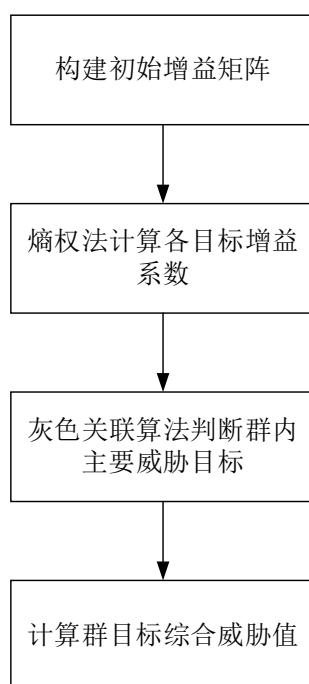 构建初始增益矩阵
熵权法计算各目标增益
系数
灰色关联算法判断群内
主要威胁目标
计算群目标综合威胁值